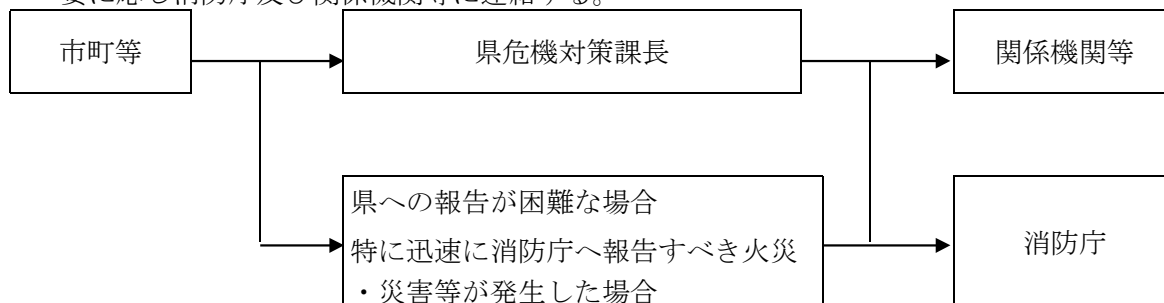 要に応じ消防庁及び関係機関等に連絡する。
市町等
県危機対策課長
関係機関等
県への報告が困難な場合
特に迅速に消防庁へ報告すべき火災
・災害等が発生した場合
消防庁